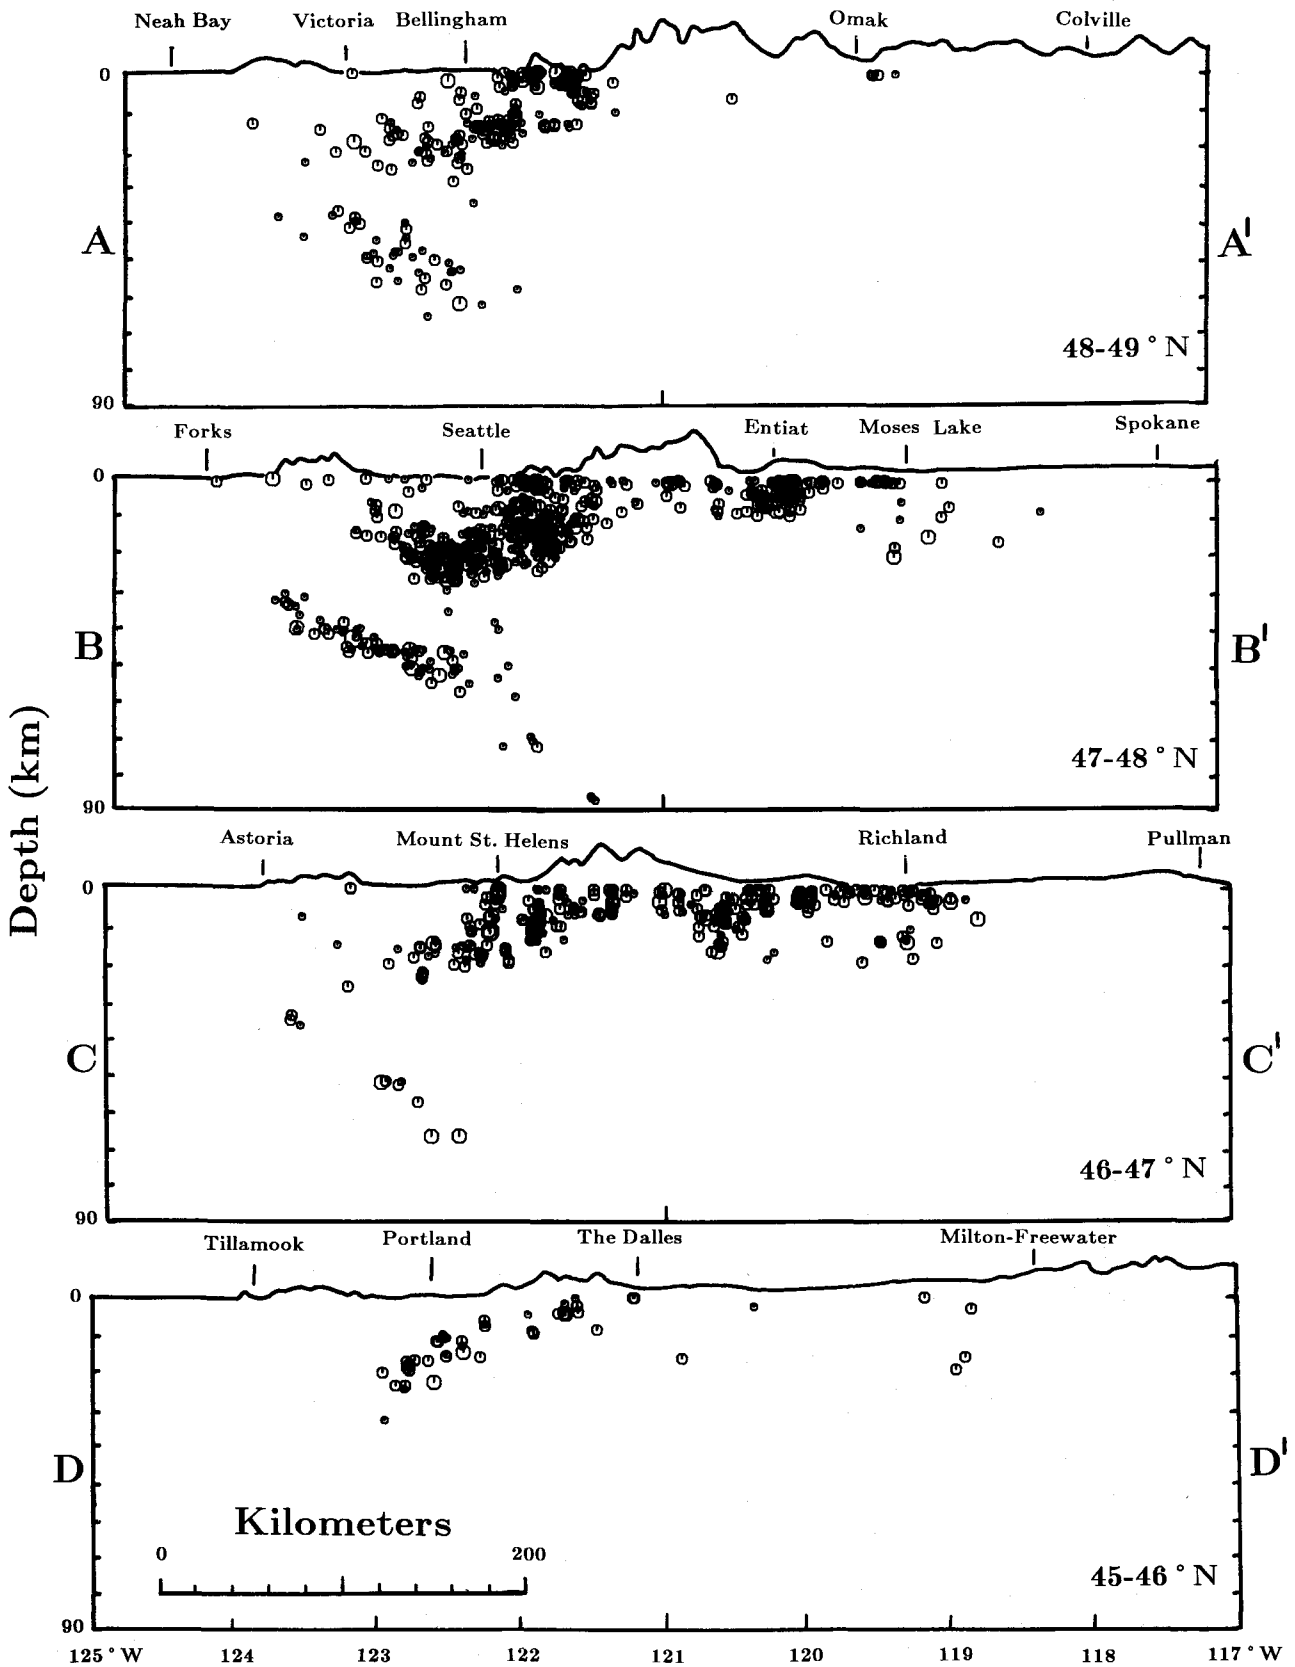 Neah Bay Victoria Bellingham Omak Colville
0
A A'
48-49°N
90
Forks Seattle Entiat Moses Lake Spokane
0
B B'
47-48°N
90
Depth (km)
Astoria Mount St. Helens Richland Pullman
0
C C'
46-47°N
90
Tillamook Portland The Dalles Milton-Freewater
0
D D'
Kilometers
0 200
45-46°N
90
125°W 124 123 122 121 120 119 118 117°W